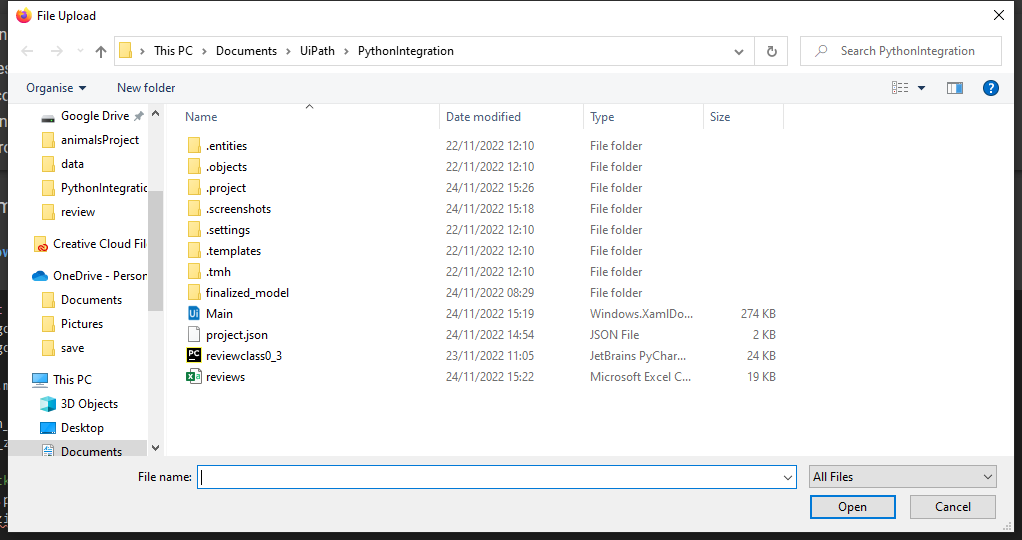 File Upload
This PC > Documents > UiPath > PythonIntegration
Search PythonIntegration
Organise New folder
Name Date modified Type Size
Google Drive
animalsProject
data
PythonIntegratic
review
Creative Cloud Fil
OneDrive - Person
Documents
Pictures
save
This PC
3D Objects
Desktop
Documents
.entities 22/11/2022 12:10 File folder
.objects 22/11/2022 12:10 File folder
.project 24/11/2022 15:26 File folder
.screenshots 24/11/2022 15:18 File folder
.settings 22/11/2022 12:10 File folder
.templates 22/11/2022 12:10 File folder
.tmh 22/11/2022 12:10 File folder
finalized_model 24/11/2022 08:29 File folder
Main 24/11/2022 15:19 Windows.XamlDo... 274 KB
project.json 24/11/2022 14:54 JSON File 2 KB
reviewclass0_3 23/11/2022 11:05 JetBrains PyChar... 24 KB
reviews 24/11/2022 15:22 Microsoft Excel C... 19 KB
File name:
All Files
Open Cancel